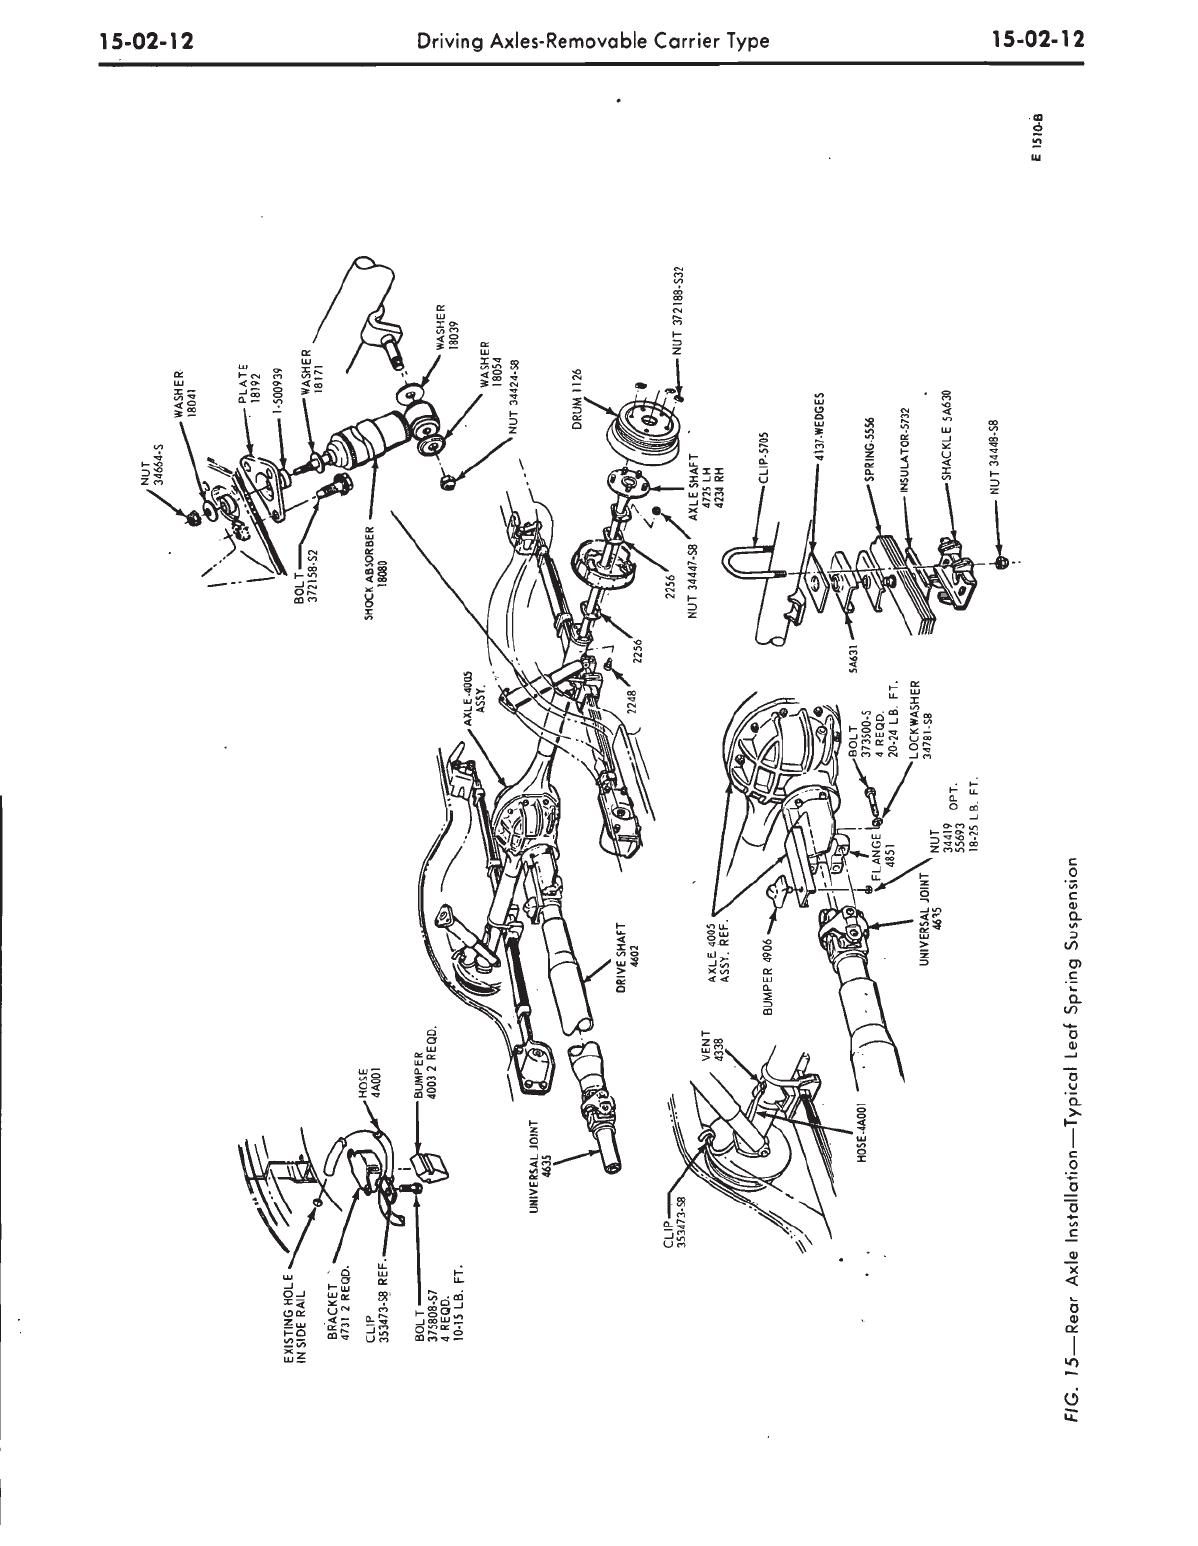 15-02-12
Driving Axles-Removable Carrier Type
15-02-12
E 1510-B
NUT
34664-S
WASHER
18041
PLATE
18192
1-500939
WASHER
18171
WASHER
18039
WASHER
18054
NUT 34424-S8
BOLT
372158-S2
SHOCK ABSORBER
18080
DRUM 1126
NUT 372188-S32
AXLE SHAFT
4725 LH
4234 RH
NUT 34447-S8
2256
2256
2248
AXLE-4005
ASSY.
CLIP-5705
4137-WEDGES
SPRING-5556
INSULATOR-5732
SHACKLE 5A630
NUT 34448-S8
5A631
BOLT
373500-S
4 REQD.
20-24 LB. FT.
LOCKWASHER
34781-S8
NUT
34419 OPT.
55693
18-25 LB. FT.
FLANGE
4851
UNIVERSAL JOINT
4635
AXLE 4005
ASSY. REF.
BUMPER 4906
DRIVE SHAFT
4602
HOSE
4A001
BUMPER
4003 2 REQD.
UNIVERSAL JOINT
4635
VENT
4338
HOSE-4A001
CLIP
353473-S8
EXISTING HOLE
IN SIDE RAIL
BRACKET
4731 2 REQD.
CLIP
353473-S8 REF.
BOLT
375808-S7
4 REQD.
10-15 LB. FT.
FIG. 15—Rear Axle Installation—Typical Leaf Spring Suspension